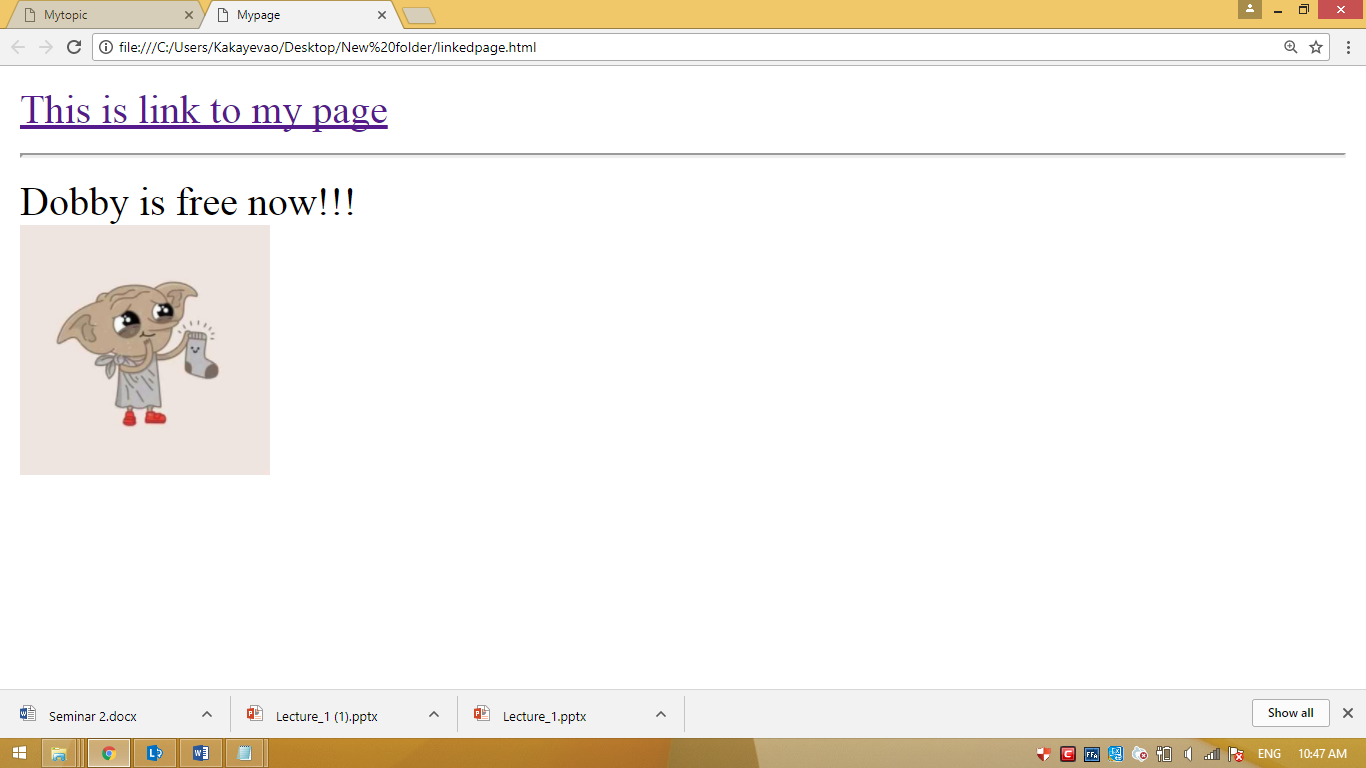 Mytopic
Mypage
file:///C:/Users/Kakayevao/Desktop/New%20folder/linkedpage.html
This is link to my page
Dobby is free now!!!
Seminar 2.docx
Lecture_1 (1).pptx
Lecture_1.pptx
Show all
ENG
10:47 AM